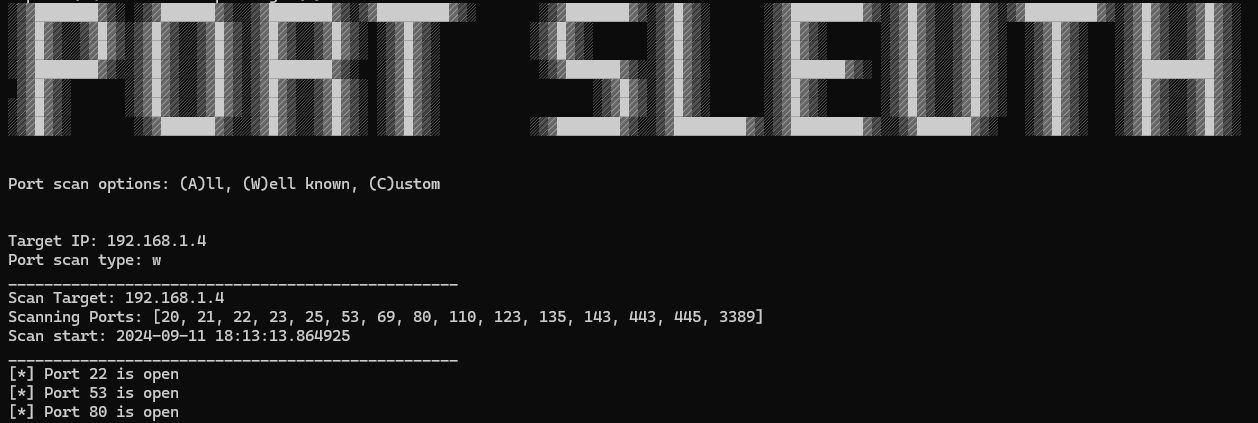 PORT SLEUTH
Port scan options: (A)ll, (W)ell known, (C)ustom
Target IP: 192.168.1.4
Port scan type: w
__________________________________________________
Scan Target: 192.168.1.4
Scanning Ports: [20, 21, 22, 23, 25, 53, 69, 80, 110, 123, 135, 143, 443, 445, 3389]
Scan start: 2024-09-11 18:13:13.864925
__________________________________________________
[*] Port 22 is open
[*] Port 53 is open
[*] Port 80 is open